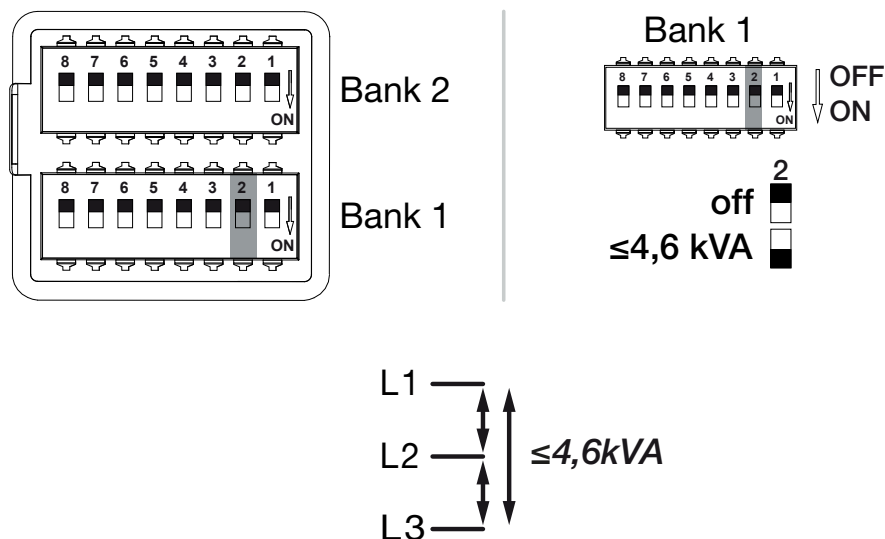 8 7 6 5 4 3 2 1
ON
Bank 2
8 7 6 5 4 3 2 1
ON
Bank 1
Bank 1
8 7 6 5 4 3 2 1
ON
OFF
ON
2
off
≤4,6 kVA
L1
L2
≤4,6kVA
L3